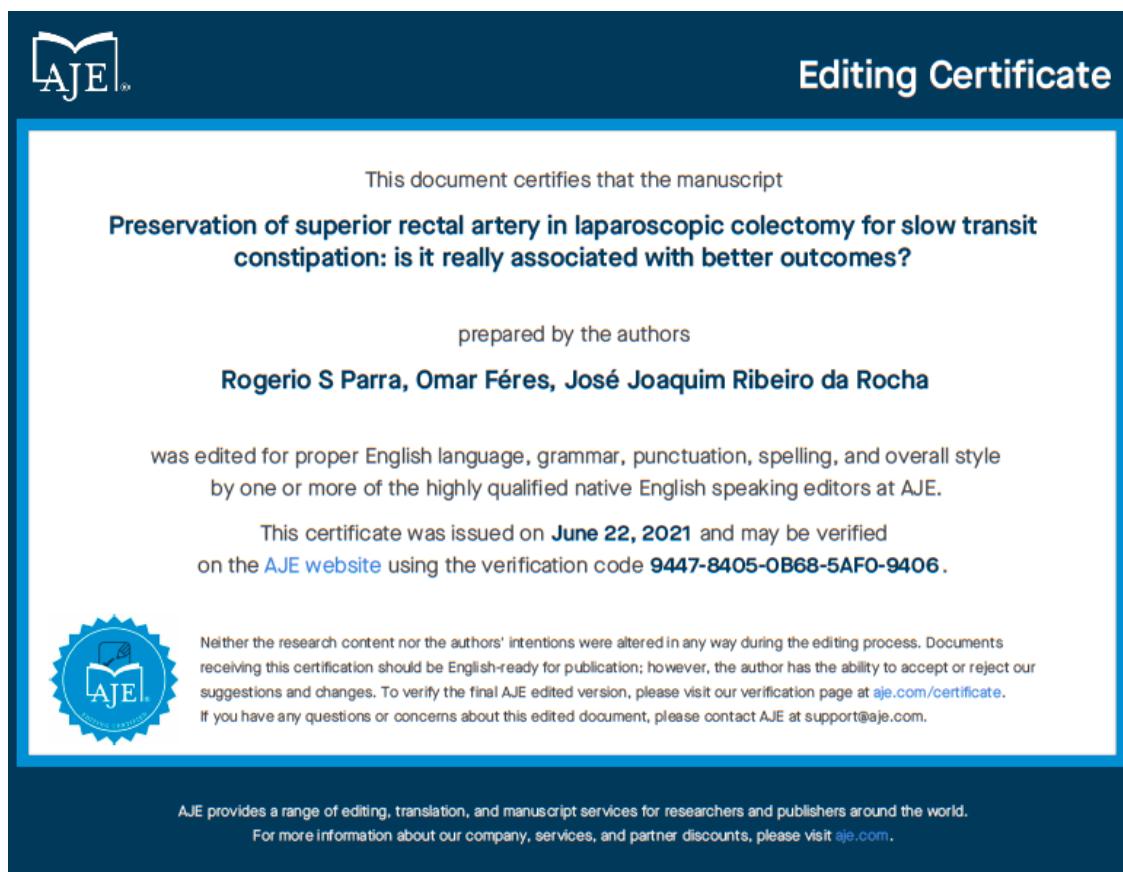 AJE®
Editing Certificate
This document certifies that the manuscript
Preservation of superior rectal artery in laparoscopic colectomy for slow transit
constipation: is it really associated with better outcomes?
prepared by the authors
Rogerio S Parra, Omar Féres, José Joaquim Ribeiro da Rocha
was edited for proper English language, grammar, punctuation, spelling, and overall style
by one or more of the highly qualified native English speaking editors at AJE.
This certificate was issued on June 22, 2021 and may be verified
on the AJE website using the verification code 9447-8405-0B68-5AF0-9406.
AJE®
EDITING CERTIFIED
Neither the research content nor the authors' intentions were altered in any way during the editing process. Documents
receiving this certification should be English-ready for publication; however, the author has the ability to accept or reject our
suggestions and changes. To verify the final AJE edited version, please visit our verification page at aje.com/certificate.
If you have any questions or concerns about this edited document, please contact AJE at support@aje.com.
AJE provides a range of editing, translation, and manuscript services for researchers and publishers around the world.
For more information about our company, services, and partner discounts, please visit aje.com.